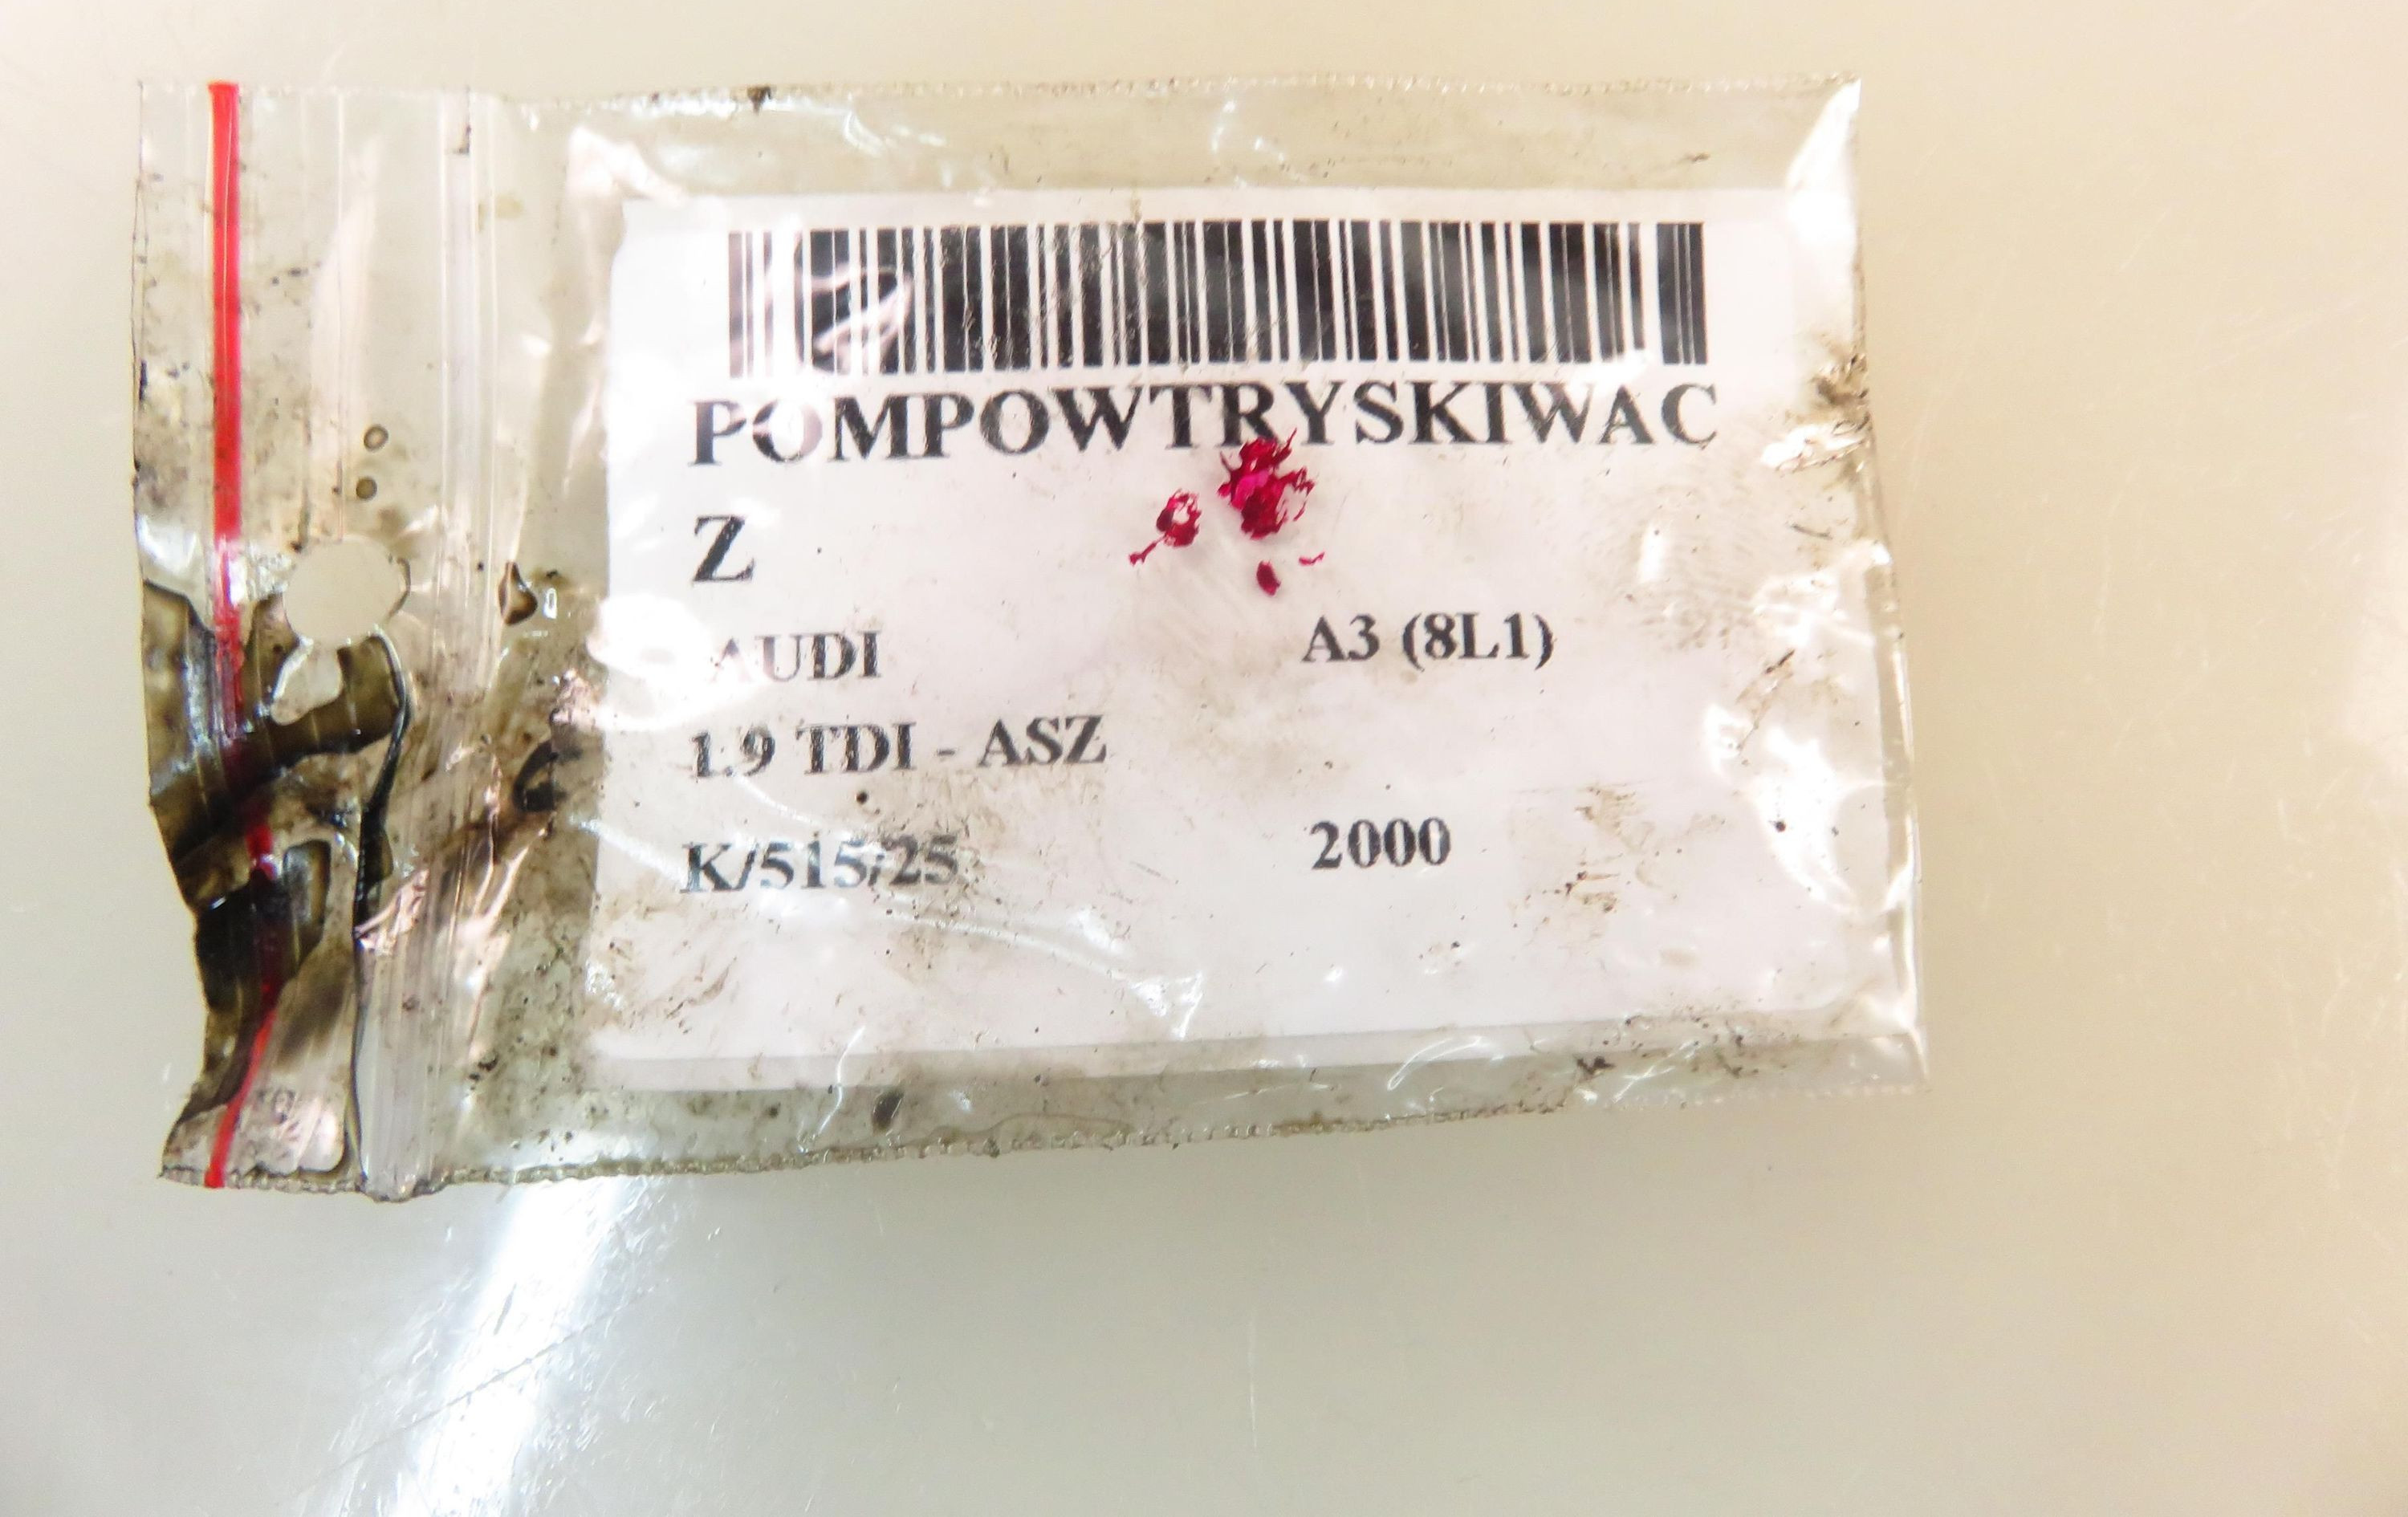 POMPOWTRYSKIWAC
Z
AUDI A3 (8L1)
1.9 TDI - ASZ
K/515/25 2000